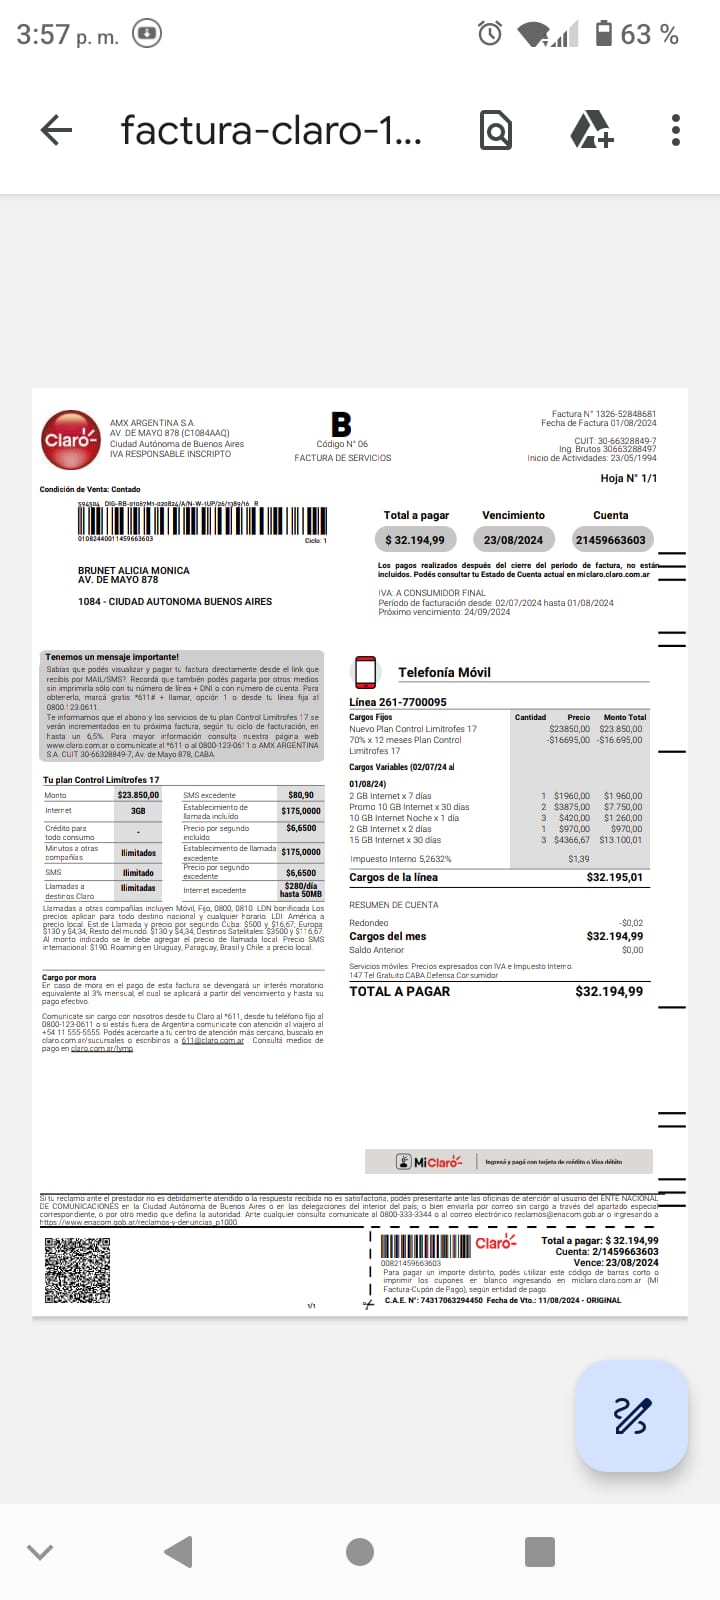 3:57 p. m.
63 %
factura-claro-1...
Claro-
AMX ARGENTINA S.A.
AV. DE MAYO 878 (C1084AAQ)
Ciudad Autónoma de Buenos Aires
IVA RESPONSABLE INSCRIPTO
B
Código N° 06
FACTURA DE SERVICIOS
Factura N° 1326-52848681
Fecha de Factura 01/08/2024
CUIT: 30-66328849-7
Ing. Brutos 30663288497
Inicio de Actividades: 23/05/1994
Hoja N° 1/1
Condición de Venta: Contado
594504 DIG-RB-01067M1-020824/A/N-W-1UP/26/1389/16 R
01082440011459663603
Ciclo: 1
BRUNET ALICIA MONICA
AV. DE MAYO 878
1084 - CIUDAD AUTONOMA BUENOS AIRES
Total a pagar Vencimiento Cuenta
$ 32.194,99 23/08/2024 21459663603
Los pagos realizados después del cierre del período de factura, no están
incluidos. Podés consultar tu Estado de Cuenta actual en miclaro.claro.com.ar
IVA: A CONSUMIDOR FINAL
Período de facturación desde: 02/07/2024 hasta 01/08/2024
Próximo vencimiento: 24/09/2024
Tenemos un mensaje importante!
Sabías que podés visualizar y pagar tu factura directamente desde el link que
recibís por MAIL/SMS? Recordá que también podés pagarla por otros medios
sin imprimirla sólo con tu número de línea + DNI o con número de cuenta. Para
obtenerlo, marcá gratis *611# + llamar, opción 1 o desde tu línea fija al
0800.123.0611.
Te informamos que el abono y los servicios de tu plan Control Limítrofes 17 se
verán incrementados en tu próxima factura, según tu ciclo de facturación, en
hasta un 6,5%. Para mayor información consulta nuestra página web
www.claro.com.ar o comunícate al *611 o al 0800-123-0611 o AMX ARGENTINA
S.A. CUIT 30-66328849-7, Av. de Mayo 878, CABA.
Tu plan Control Limítrofes 17
Monto $23.850,00 SMS excedente $80,90
Internet 3GB Establecimiento de llamada incluido $175,0000
Crédito para todo consumo - Precio por segundo incluido $6,6500
Minutos a otras compañías Ilimitados Establecimiento de llamada excedente $175,0000
SMS Ilimitado Precio por segundo excedente $6,6500
Llamadas a destinos Claro Ilimitadas Internet excedente $280/día hasta 50MB
Llamadas a otras compañías incluyen Móvil, Fijo, 0800, 0810. LDN bonificada Los
precios aplican para todo destino nacional y cualquier horario. LDI: América a
precio local. Est de Llamada y precio por segundo Cuba: $500 y $16,67; Europa:
$130 y $4,34; Resto del mundo: $130 y $4,34; Destinos Satelitales: $3500 y $116,67.
Al monto indicado se le debe agregar el precio de llamada local. Precio SMS
internacional: $190. Roaming en Uruguay, Paraguay, Brasil y Chile: a precio local.
Cargo por mora
En caso de mora en el pago de esta factura se devengará un interés moratorio
equivalente al 3% mensual, el cual se aplicará a partir del vencimiento y hasta su
pago efectivo.
Comunicate sin cargo con nosotros desde tu Claro al *611, desde tu teléfono fijo al
0800-123-0611 o si estás fuera de Argentina comunicate con atención al viajero al
+54 11 555-5555. Podés acercarte a tu centro de atención más cercano, buscalo en
claro.com.ar/sucursales o escribinos a 611@claro.com.ar Consultá medios de
pago en claro.com.ar/lymp
Telefonía Móvil
Línea 261-7700095
Cargos Fijos Cantidad Precio Monto Total
Nuevo Plan Control Limítrofes 17 $23850,00 $23.850,00
70% x 12 meses Plan Control -$16695,00 -$16.695,00
Limítrofes 17
Cargos Variables (02/07/24 al
01/08/24)
2 GB Internet x 7 días 1 $1960,00 $1.960,00
Promo 10 GB Internet x 30 días 2 $3875,00 $7.750,00
10 GB Internet Noche x 1 día 3 $420,00 $1.260,00
2 GB Internet x 2 días 1 $970,00 $970,00
15 GB Internet x 30 días 3 $4366,67 $13.100,01
Impuesto Interno 5,2632% $1,39
Cargos de la línea $32.195,01
RESUMEN DE CUENTA
Redondeo -$0,02
Cargos del mes $32.194,99
Saldo Anterior $0,00
Servicios móviles: Precios expresados con IVA e Impuesto Interno.
147 Tel Gratuito CABA Defensa Consumidor
TOTAL A PAGAR $32.194,99
MiClaro- Ingresá y pagá con tarjeta de crédito o Visa débito
Si tu reclamo ante el prestador no es debidamente atendido o la respuesta recibida no es satisfactoria, podés presentarte ante las oficinas de atención al usuario del ENTE NACIONAL
DE COMUNICACIONES en la Ciudad Autónoma de Buenos Aires o en las delegaciones del interior del país; o bien enviarla por correo sin cargo a través del apartado especial
correspondiente, o por otro medio que defina la autoridad. Ante cualquier consulta comunicate al 0800-333-3344 o al correo electrónico reclamos@enacom.gob.ar o ingresando a
https://www.enacom.gob.ar/reclamos-y-denuncias_p1000.
Claro-
00821459663603
Total a pagar: $ 32.194,99
Cuenta: 2/1459663603
Vence: 23/08/2024
Para pagar un importe distinto, podés utilizar este código de barras corto o
imprimir los cupones en blanco ingresando en miclaro.claro.com.ar (Mi
Factura-Cupón de Pago), según entidad de pago.
C.A.E. N°: 74317063294450 Fecha de Vto.: 11/08/2024 - ORIGINAL
1/1